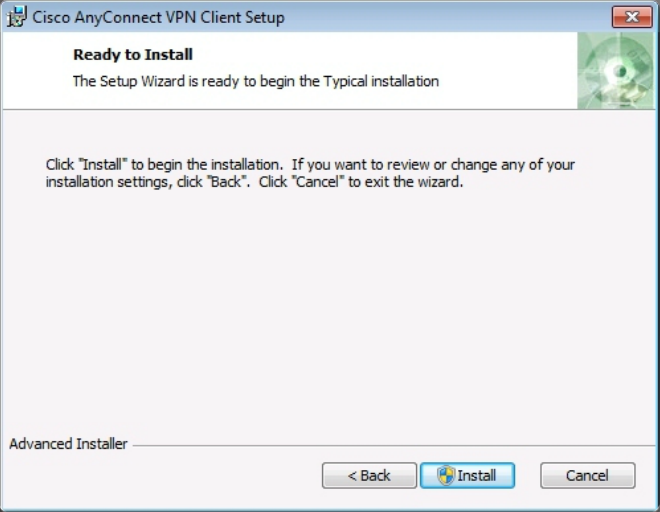 Cisco AnyConnect VPN Client Setup
Ready to Install
The Setup Wizard is ready to begin the Typical installation
Click "Install" to begin the installation.  If you want to review or change any of your
installation settings, click "Back".  Click "Cancel" to exit the wizard.
Advanced Installer
< Back
Install
Cancel